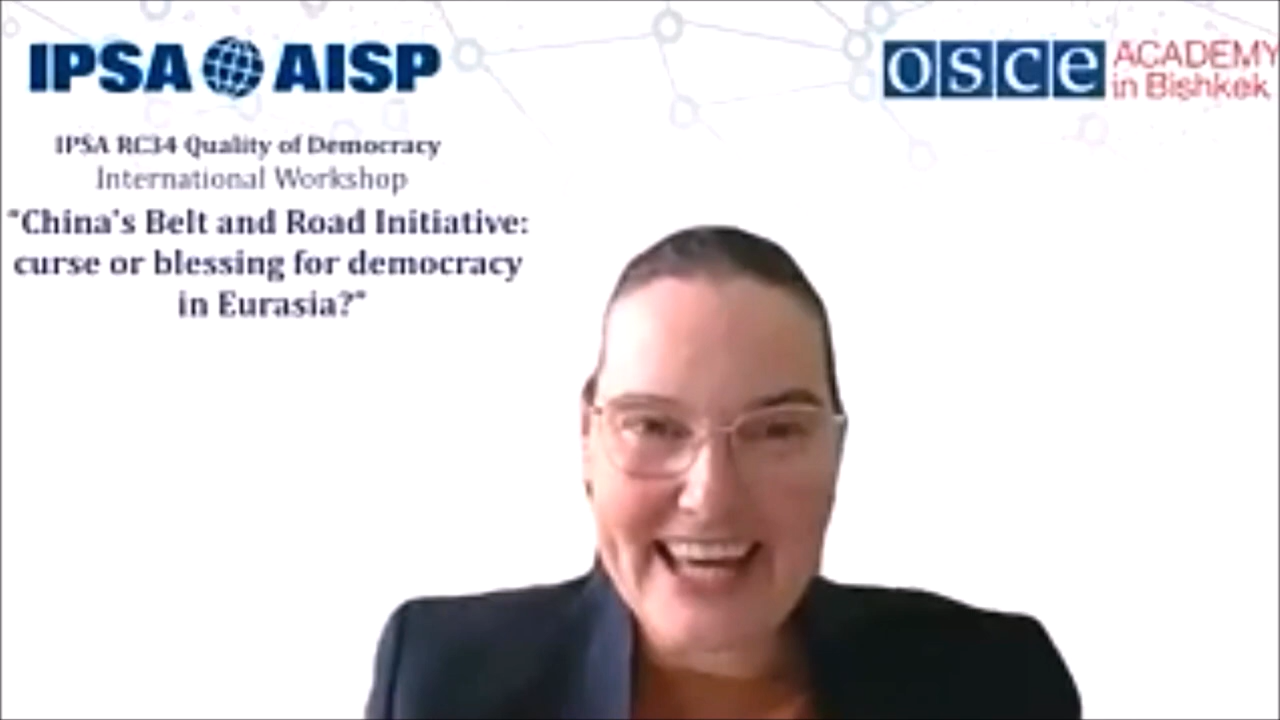 IPSA AISP
osce ACADEMY
in Bishkek
IPSA RC34 Quality of Democracy
International Workshop
"China's Belt and Road Initiative:
curse or blessing for democracy
in Eurasia?"